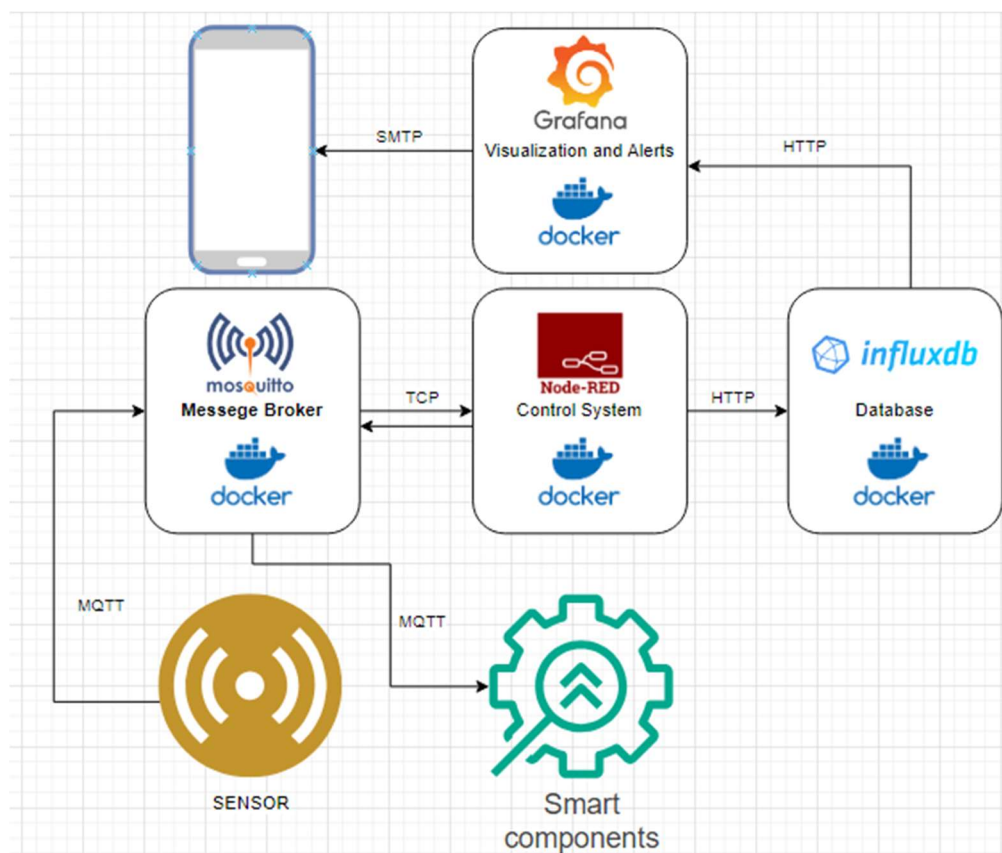 Grafana
SMTP
Visualization and Alerts
HTTP
docker
mosquitto
Messege Broker
docker
TCP
Node-RED
Control System
docker
HTTP
influxdb
Database
docker
MQTT
MQTT
SENSOR
Smart
components